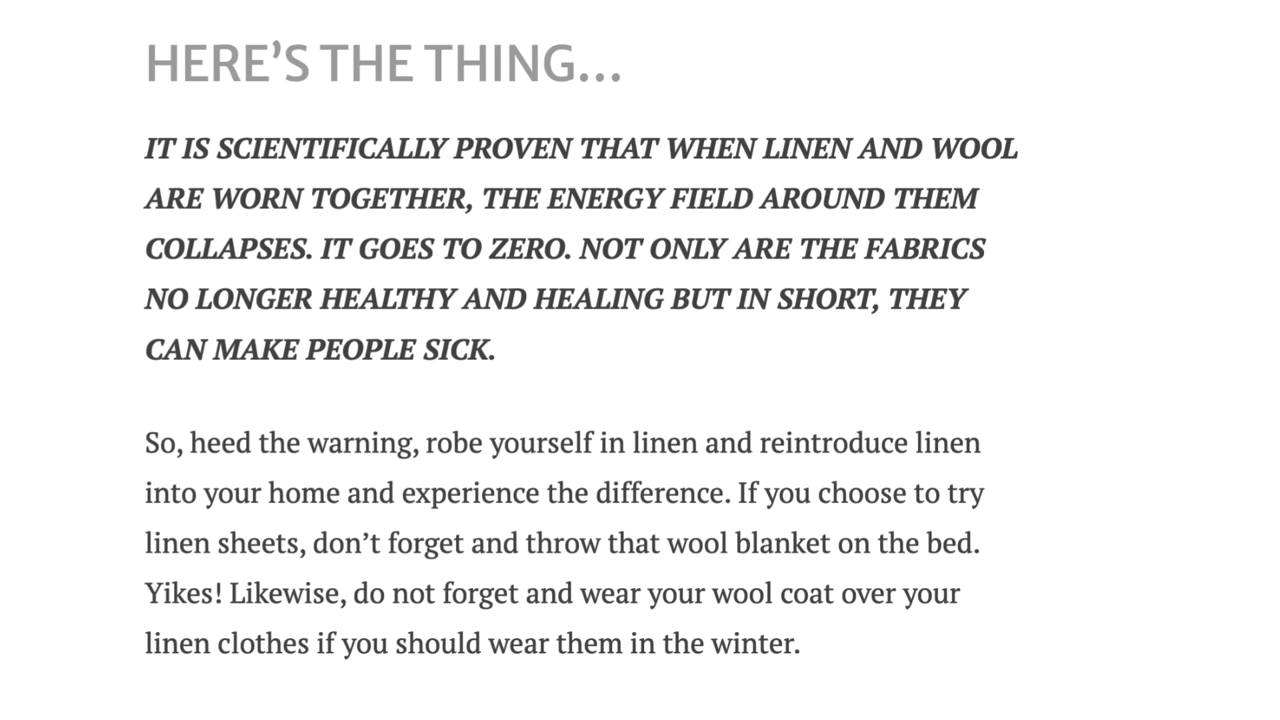 HERE’S THE THING…
IT IS SCIENTIFICALLY PROVEN THAT WHEN LINEN AND WOOL
ARE WORN TOGETHER, THE ENERGY FIELD AROUND THEM
COLLAPSES. IT GOES TO ZERO. NOT ONLY ARE THE FABRICS
NO LONGER HEALTHY AND HEALING BUT IN SHORT, THEY
CAN MAKE PEOPLE SICK.
So, heed the warning, robe yourself in linen and reintroduce linen
into your home and experience the difference. If you choose to try
linen sheets, don’t forget and throw that wool blanket on the bed.
Yikes! Likewise, do not forget and wear your wool coat over your
linen clothes if you should wear them in the winter.